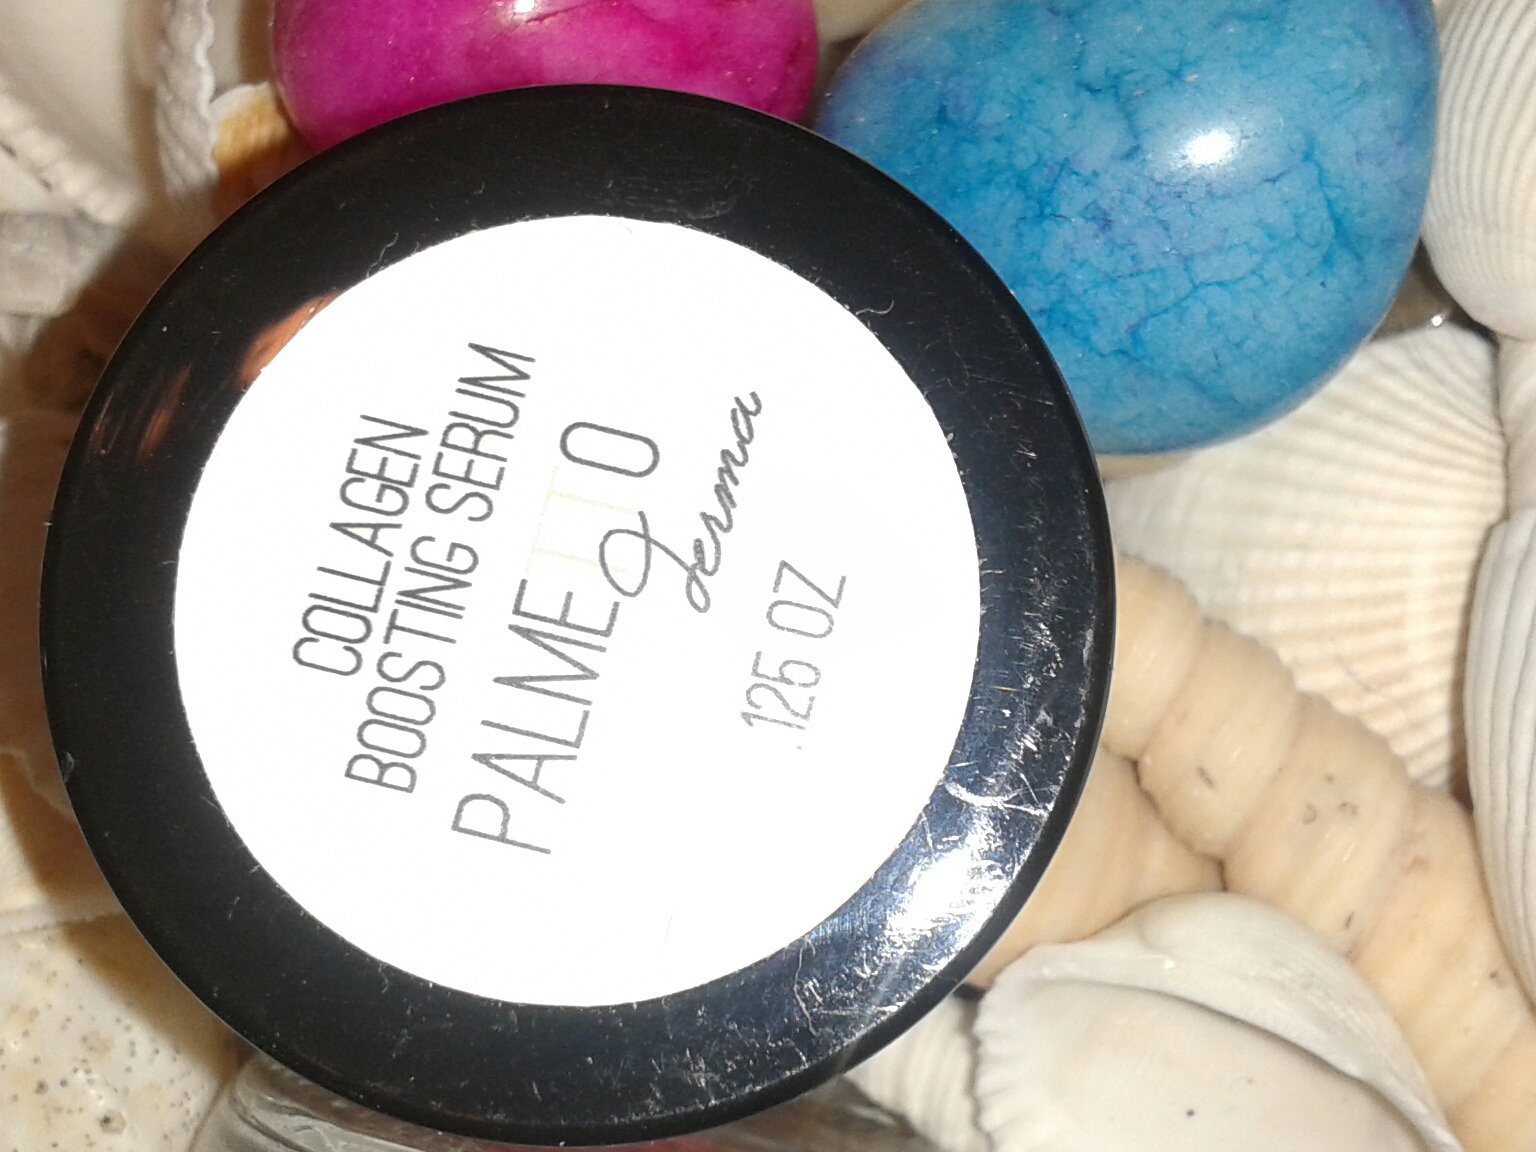 COLLAGEN
BOOSTING SERUM
PALMETTO
derma
.125 OZ